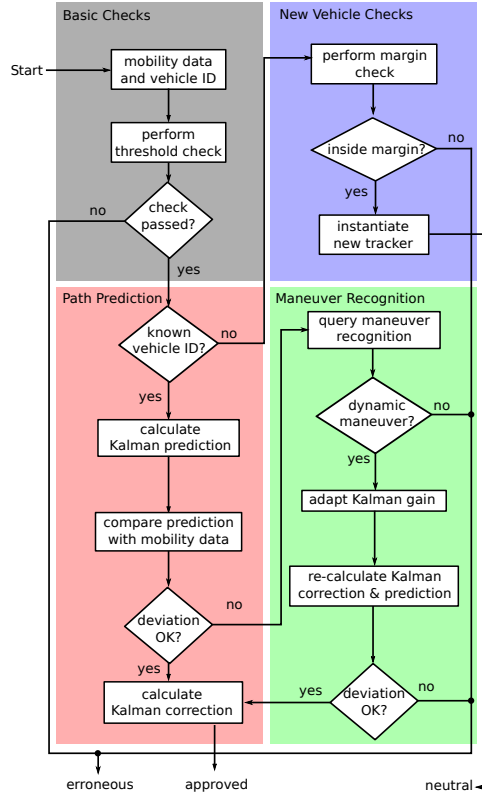 Basic Checks
Start
mobility data
and vehicle ID
perform
threshold check
check
passed?
no
yes
New Vehicle Checks
perform margin
check
inside margin?
no
yes
instantiate
new tracker
Path Prediction
known
vehicle ID?
no
yes
calculate
Kalman prediction
compare prediction
with mobility data
deviation
OK?
no
yes
calculate
Kalman correction
Maneuver Recognition
query maneuver
recognition
dynamic
maneuver?
no
yes
adapt Kalman gain
re-calculate Kalman
correction & prediction
deviation
OK?
yes
no
erroneous
approved
neutral